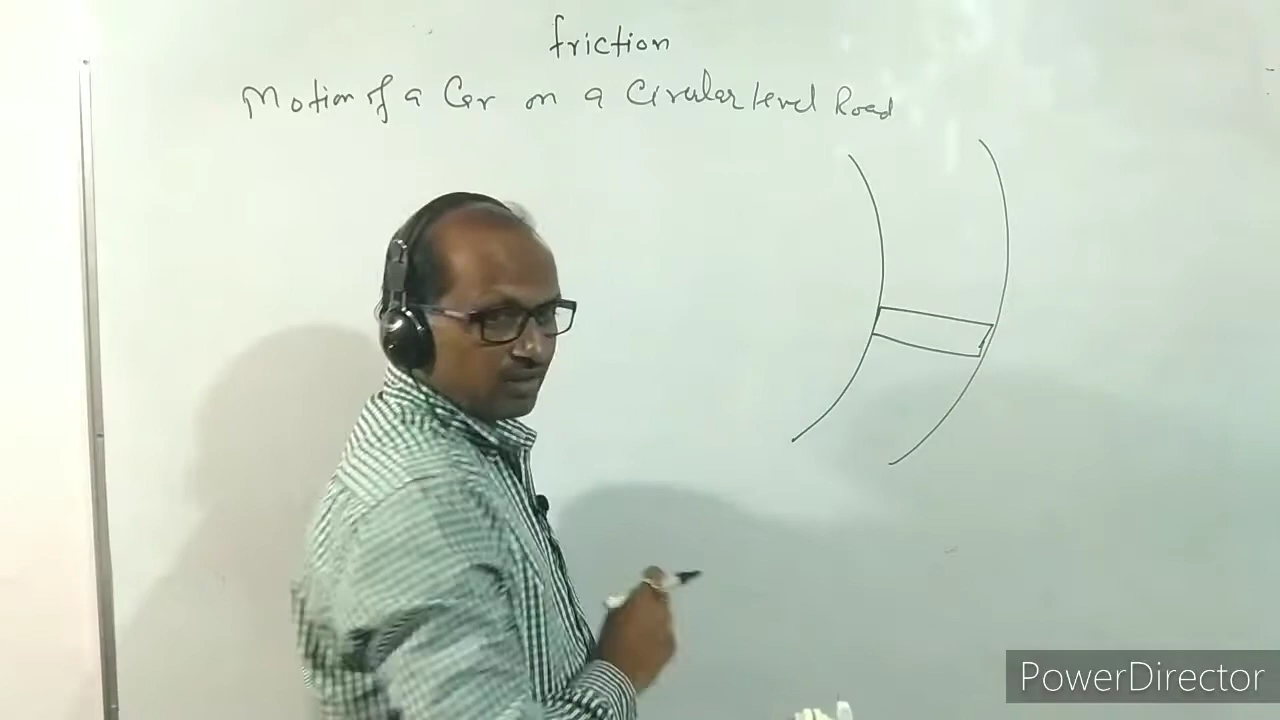 friction
Motion of a Car on a Circular level Road
PowerDirector